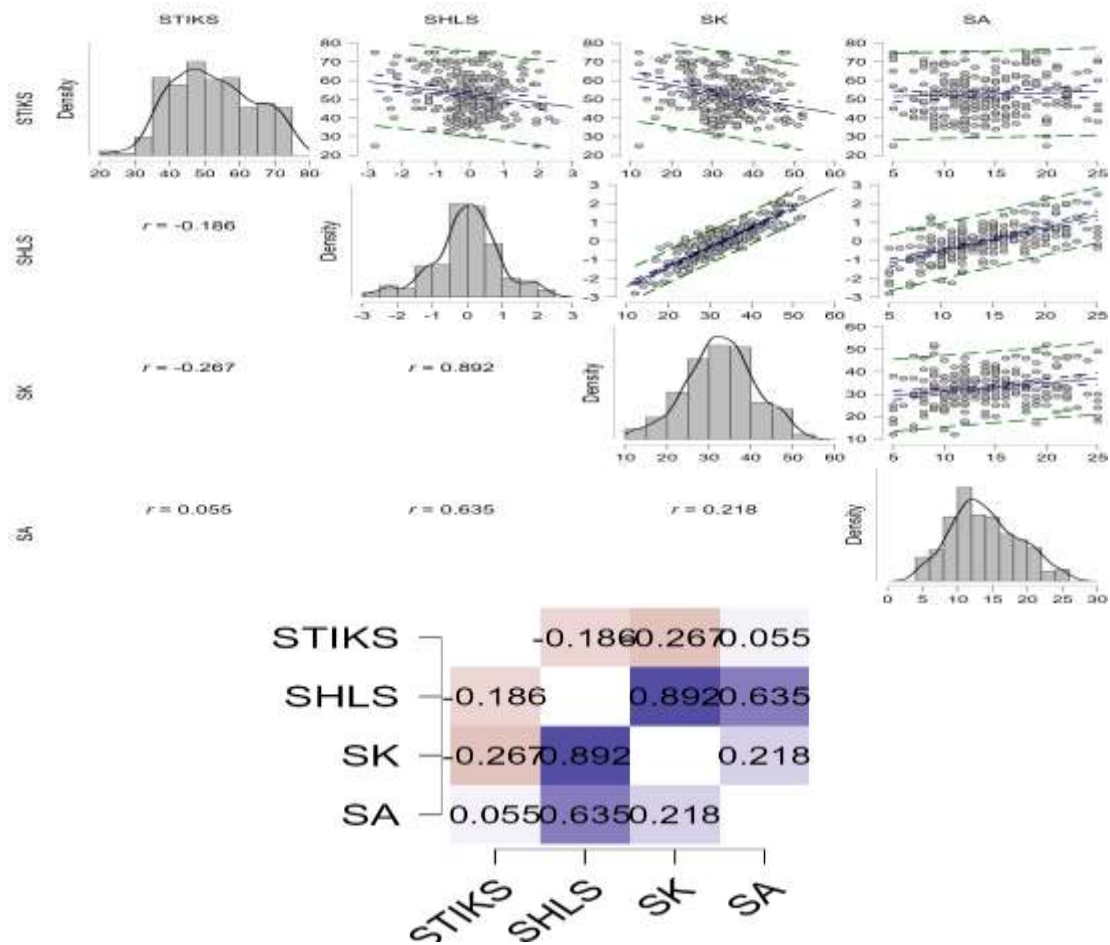 STIKS SHLS SK SA
STIKS
Density
80
70
60
50
40
30
20
20 30 40 50 60 70 80
-3 -2 -1 0 1 2 3
10 20 30 40 50 60
5 10 15 20 25
SHLS
r = -0.186
Density
3
2
1
0
-1
-2
-3
-3 -2 -1 0 1 2 3
10 20 30 40 50 60
5 10 15 20 25
SK
r = -0.267
r = 0.892
Density
60
50
40
30
20
10
10 20 30 40 50 60
5 10 15 20 25
SA
r = 0.055
r = 0.635
r = 0.218
Density
0 5 10 15 20 25 30
STIKS -0.186 -0.267 0.055
SHLS -0.186 0.892 0.635
SK -0.267 0.892 0.218
SA 0.055 0.635 0.218
STIKS SHLS SK SA